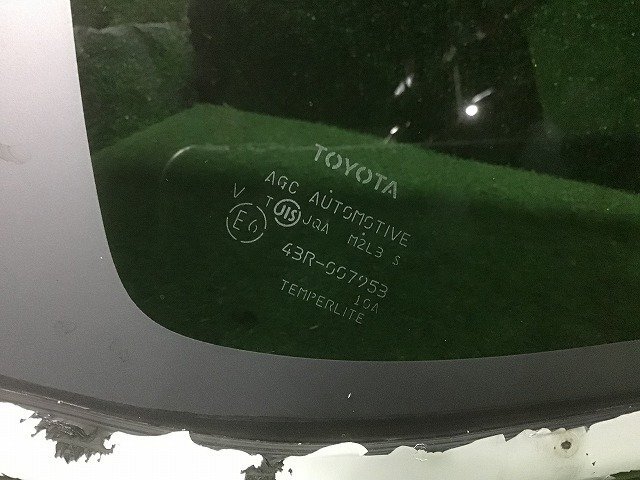 TOYOTA
AGC AUTOMOTIVE
V T JIS JQA M2L3 S
E6
43R-007953
10A
TEMPERLITE